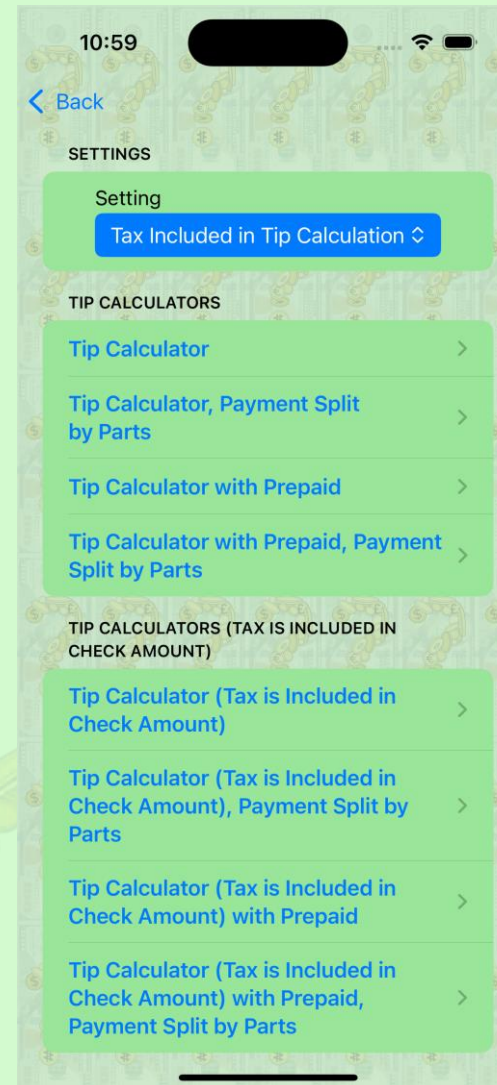 10:59
Back
SETTINGS
Setting
Tax Included in Tip Calculation
TIP CALCULATORS
Tip Calculator
Tip Calculator, Payment Split
by Parts
Tip Calculator with Prepaid
Tip Calculator with Prepaid, Payment
Split by Parts
TIP CALCULATORS (TAX IS INCLUDED IN
CHECK AMOUNT)
Tip Calculator (Tax is Included in
Check Amount)
Tip Calculator (Tax is Included in
Check Amount), Payment Split by
Parts
Tip Calculator (Tax is Included in
Check Amount) with Prepaid
Tip Calculator (Tax is Included in
Check Amount) with Prepaid,
Payment Split by Parts